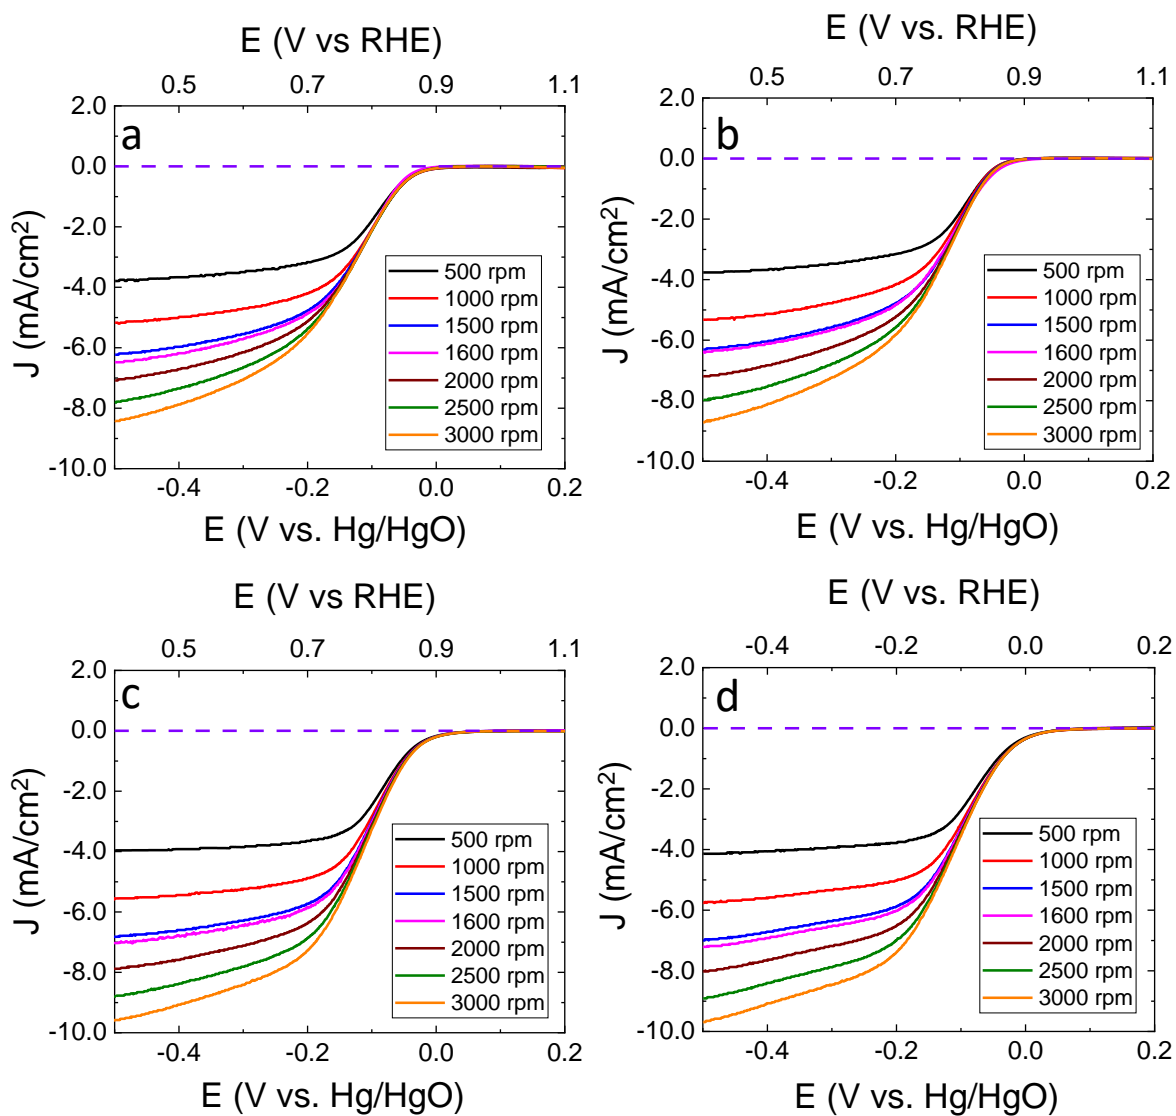 E (V vs RHE)
0.5 0.7 0.9 1.1
2.0
0.0
-2.0
-4.0
-6.0
-8.0
-10.0
J (mA/cm²)
a
500 rpm
1000 rpm
1500 rpm
1600 rpm
2000 rpm
2500 rpm
3000 rpm
-0.4 -0.2 0.0 0.2
E (V vs. Hg/HgO)
E (V vs. RHE)
0.5 0.7 0.9 1.1
2.0
0.0
-2.0
-4.0
-6.0
-8.0
-10.0
J (mA/cm²)
b
500 rpm
1000 rpm
1500 rpm
1600 rpm
2000 rpm
2500 rpm
3000 rpm
-0.4 -0.2 0.0 0.2
E (V vs. Hg/HgO)
E (V vs RHE)
0.5 0.7 0.9 1.1
2.0
0.0
-2.0
-4.0
-6.0
-8.0
-10.0
J (mA/cm²)
c
500 rpm
1000 rpm
1500 rpm
1600 rpm
2000 rpm
2500 rpm
3000 rpm
-0.4 -0.2 0.0 0.2
E (V vs. Hg/HgO)
E (V vs. RHE)
-0.4 -0.2 0.0 0.2
2.0
0.0
-2.0
-4.0
-6.0
-8.0
-10.0
J (mA/cm²)
d
500 rpm
1000 rpm
1500 rpm
1600 rpm
2000 rpm
2500 rpm
3000 rpm
-0.4 -0.2 0.0 0.2
E (V vs. Hg/HgO)